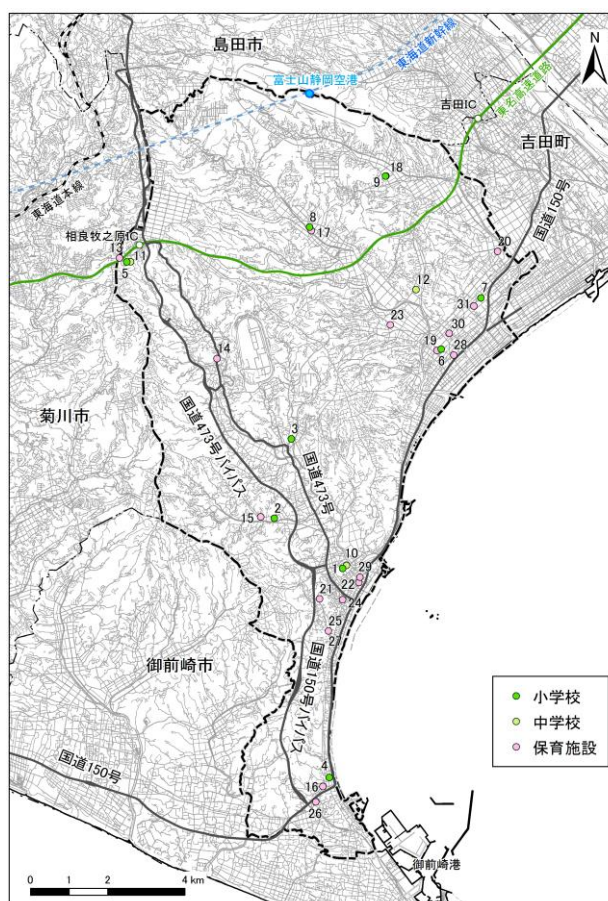 島田市
東海道新幹線
N
富士山静岡空港
吉田IC
東名高速道路
吉田町
18
9
東海道本線
国道150号
8
17
相良牧之原IC
20
13
11
5
12
7
31
23
30
19
28
6
14
菊川市
国道473号バイパス
3
国道473号
15
2
10
1
29
22
21
24
25
27
御前崎市
国道150号バイパス
小学校
中学校
保育施設
国道150号
4
16
26
御前崎港
0 1 2 4 km